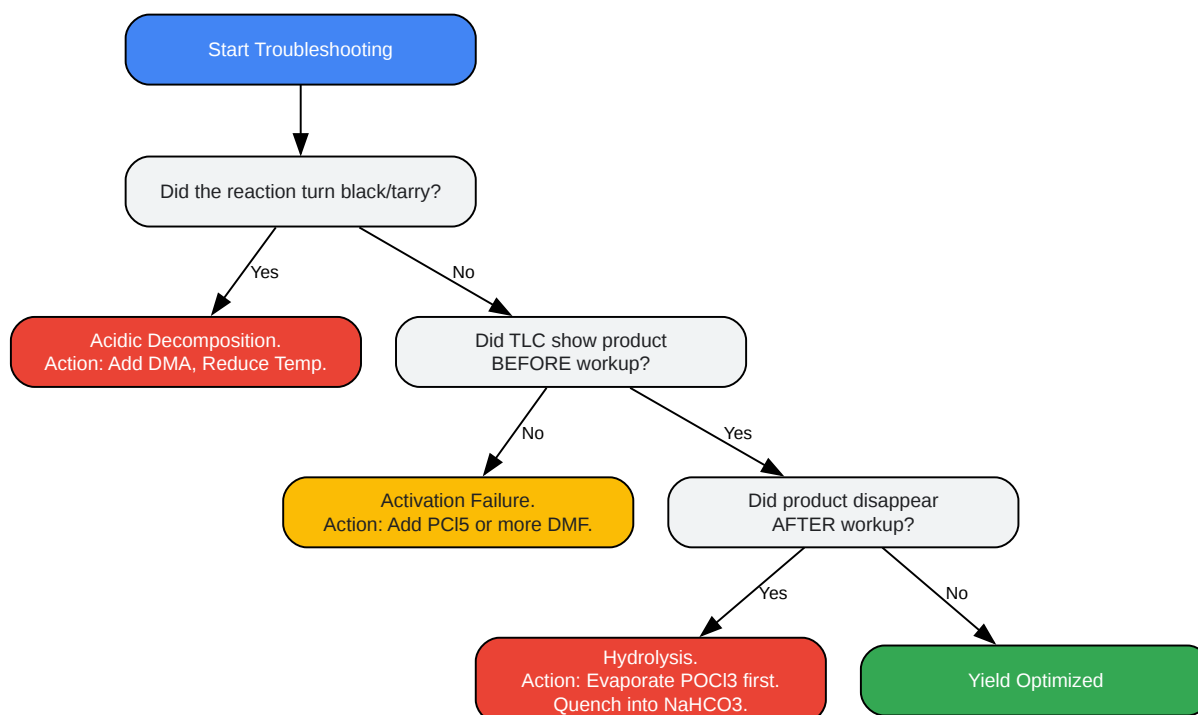 Start Troubleshooting
Did the reaction turn black/tarry?
Yes
No
Acidic Decomposition.
Action: Add DMA, Reduce Temp.
Did TLC show product
BEFORE workup?
No
Yes
Activation Failure.
Action: Add PCl5 or more DMF.
Did product disappear
AFTER workup?
Yes
No
Hydrolysis.
Action: Evaporate POCl3 first.
Quench into NaHCO3.
Yield Optimized